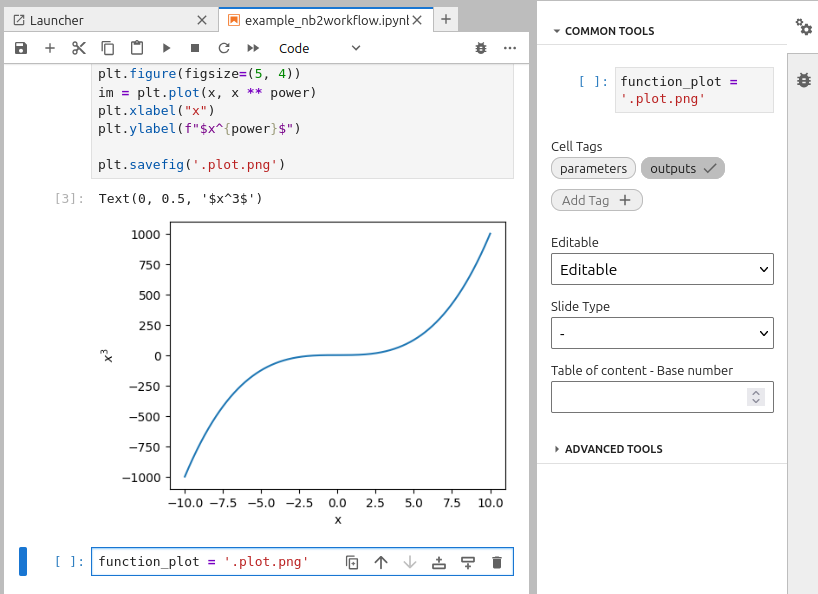 Launcher
example_nb2workflow.ipynb
Code
plt.figure(figsize=(5, 4))
im = plt.plot(x, x ** power)
plt.xlabel("x")
plt.ylabel(f"$x^{power}$")
plt.savefig('.plot.png')
[3]: Text(0, 0.5, '$x^3$')
1000
750
500
250
0
−250
−500
−750
−1000
x³
−10.0 −7.5 −5.0 −2.5 0.0 2.5 5.0 7.5 10.0
x
[ ]: function_plot = '.plot.png'
COMMON TOOLS
[ ]: function_plot =
'.plot.png'
Cell Tags
parameters outputs
Add Tag
Editable
Editable
Slide Type
-
Table of content - Base number
ADVANCED TOOLS